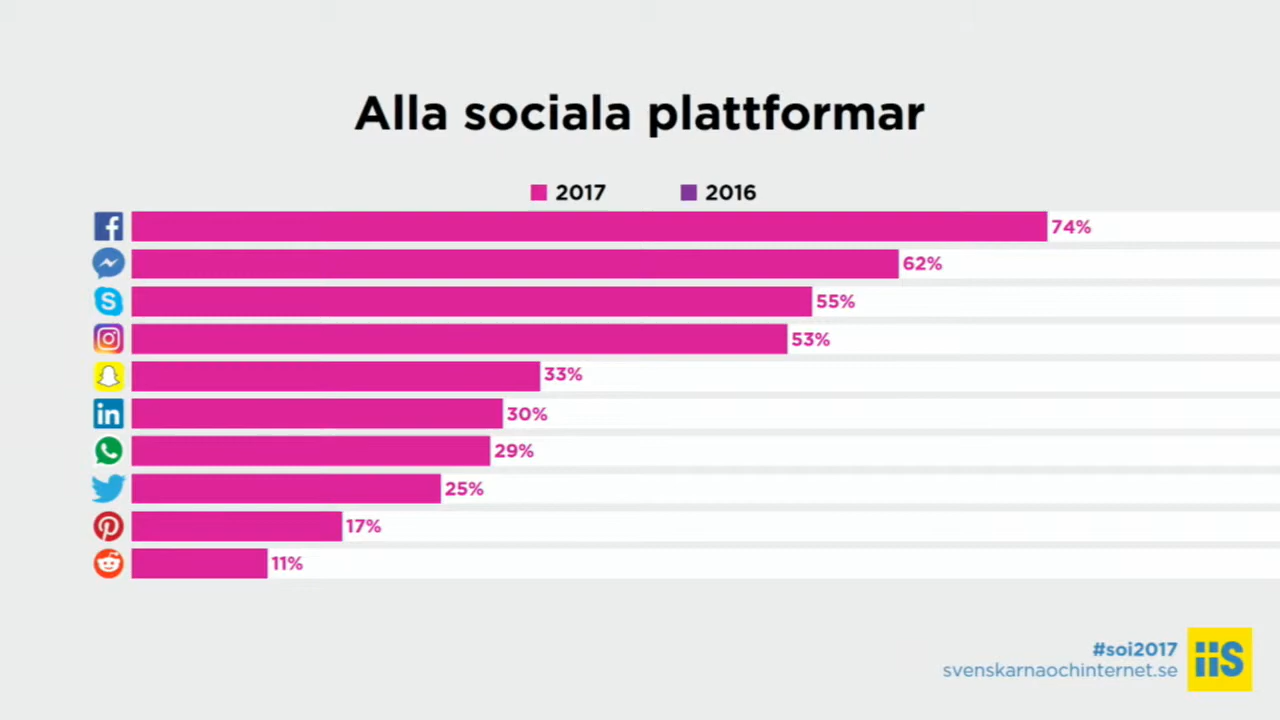 Alla sociala plattformar
2017 2016
74%
62%
55%
53%
33%
in 30%
29%
25%
17%
11%
#soi2017
svenskarnaochinternet.se
iis